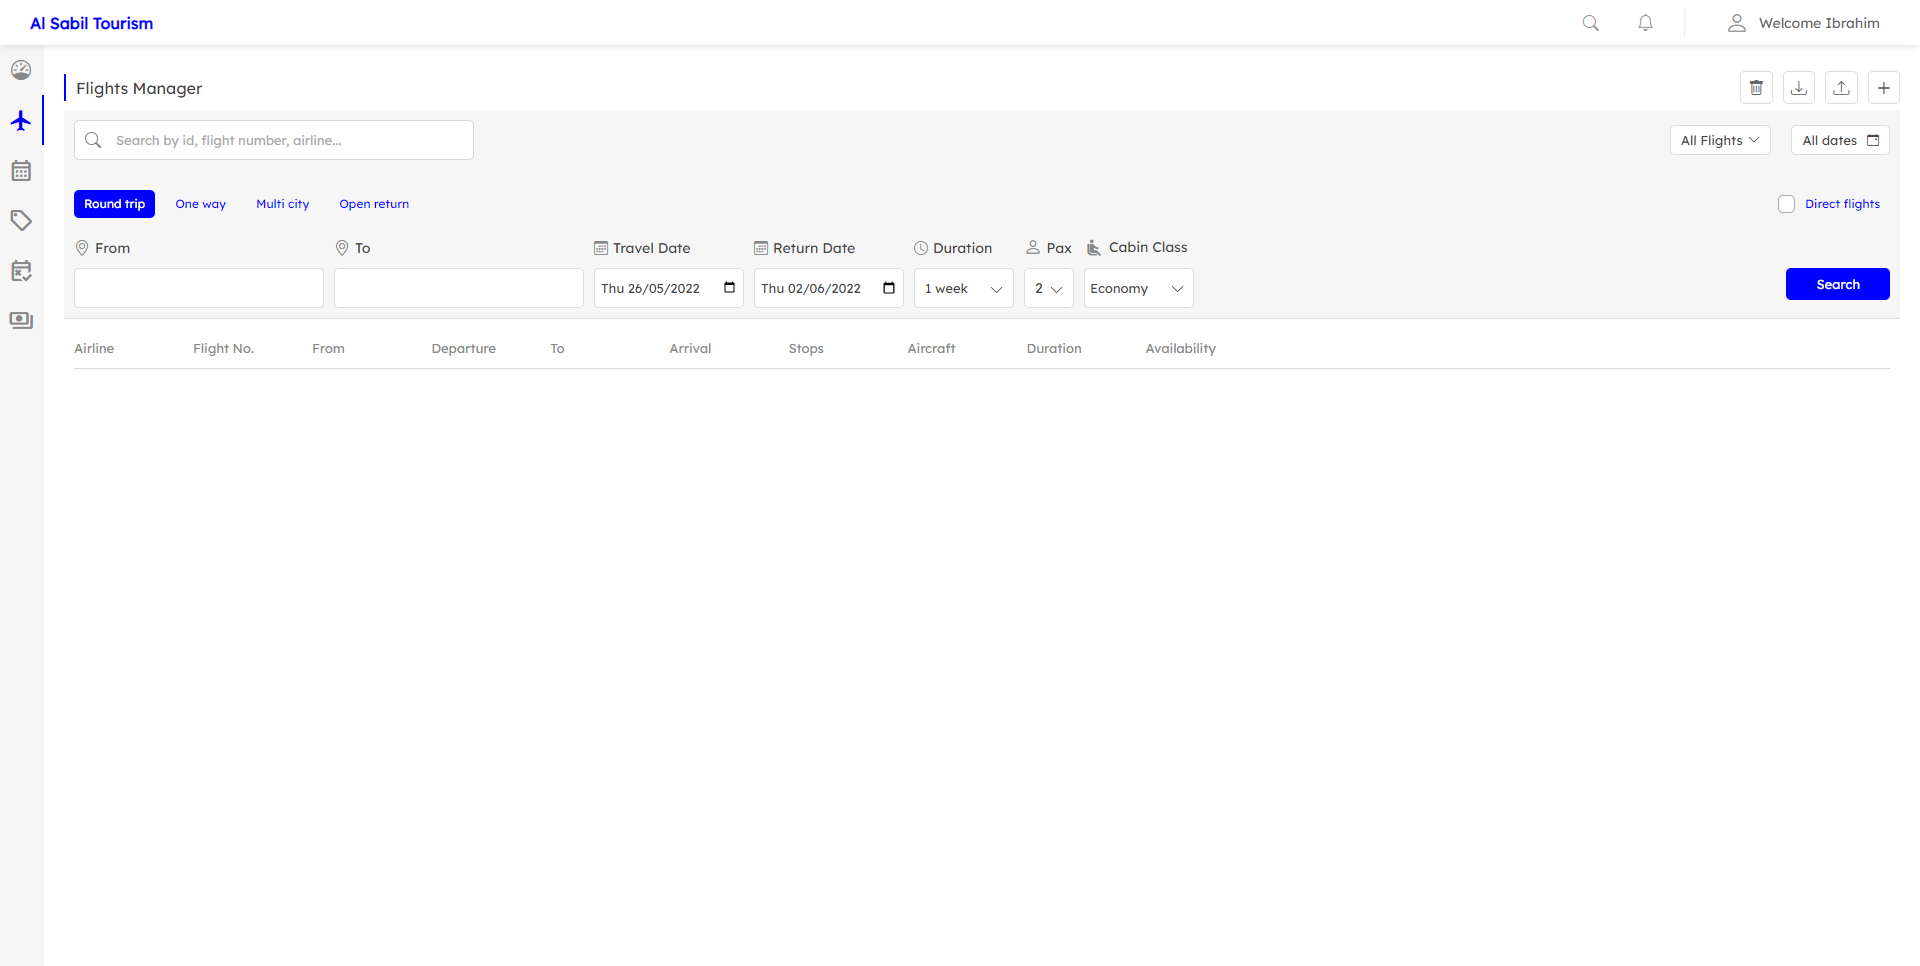 Al Sabil Tourism
Welcome Ibrahim
Flights Manager
Search by id, flight number, airline...
All Flights
All dates
Round trip
One way
Multi city
Open return
Direct flights
From
To
Travel Date
Return Date
Duration
Pax
Cabin Class
Thu 26/05/2022
Thu 02/06/2022
1 week
2
Economy
Search
Airline
Flight No.
From
Departure
To
Arrival
Stops
Aircraft
Duration
Availability